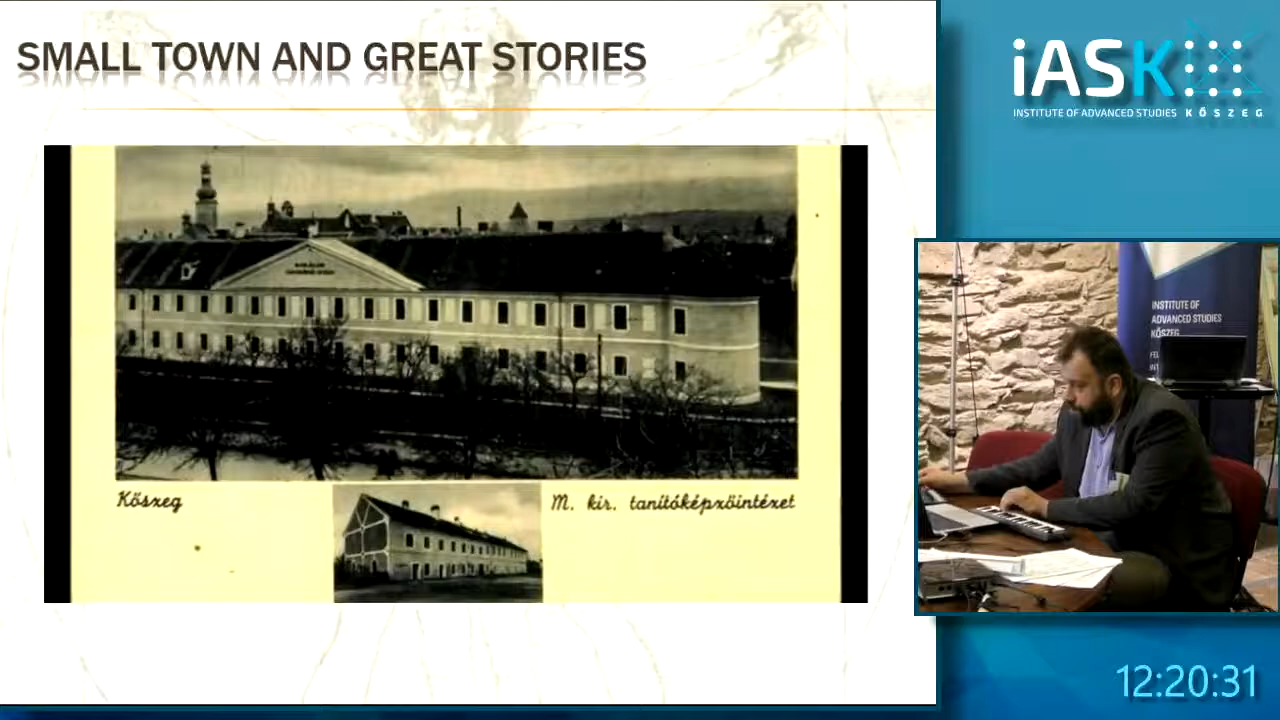 SMALL TOWN AND GREAT STORIES
Kőszeg
M. kir. tanítóképzőintézet
iASK
INSTITUTE OF ADVANCED STUDIES KŐSZEG
INSTITUTE OF
ADVANCED STUDIES
KŐSZEG
12:20:31